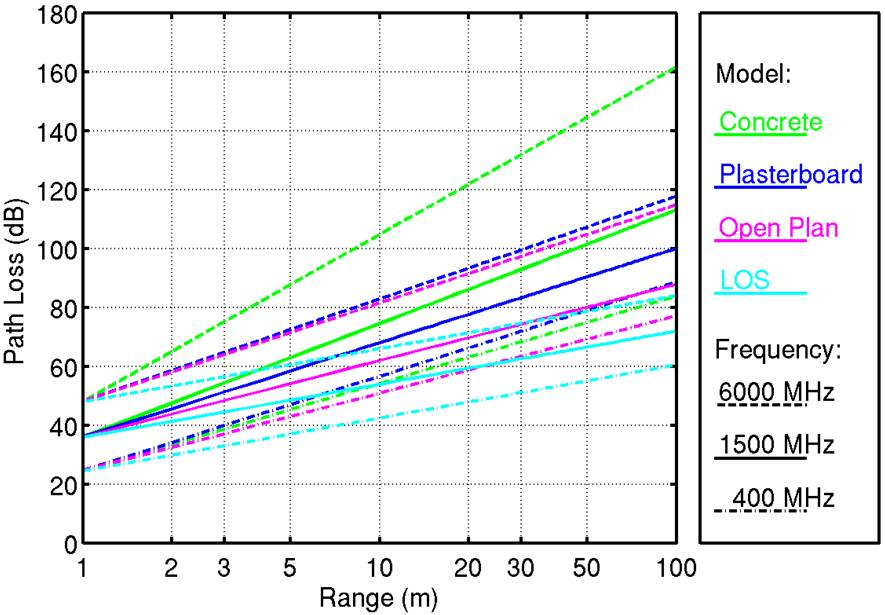 180
160
140
120
100
80
60
40
20
0
Path Loss (dB)
1 2 3 5 10 20 30 50 100
Range (m)
Model:
Concrete
Plasterboard
Open Plan
LOS
Frequency:
6000 MHz
1500 MHz
400 MHz